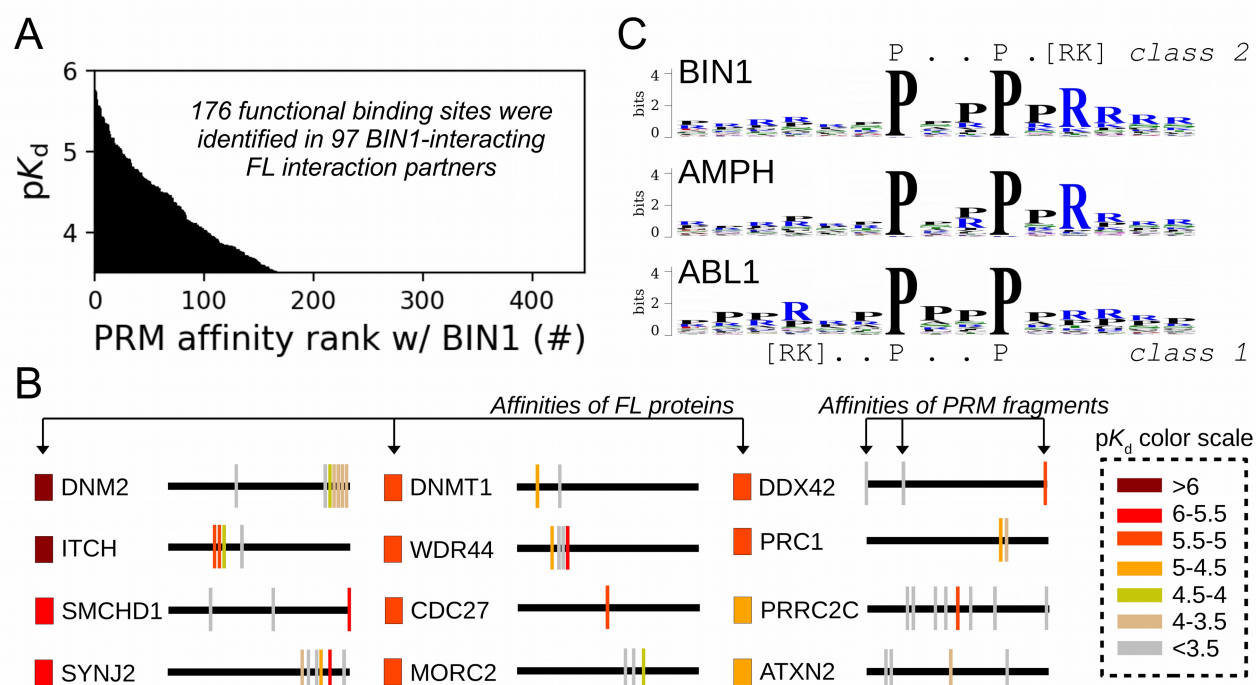 A
6
5
4
pKd
176 functional binding sites were
identified in 97 BIN1-interacting
FL interaction partners
0 100 200 300 400
PRM affinity rank w/ BIN1 (#)
C
P . . P .[RK] class 2
BIN1
4
2
0
bits
P P P P R R R R
AMPH
4
2
0
bits
P P R P P R R
ABL1
4
2
0
bits
P P R P P P P P R R
[RK]. . P . . P class 1
B
Affinities of FL proteins
Affinities of PRM fragments
DNM2
DNMT1
DDX42
ITCH
WDR44
PRC1
SMCHD1
CDC27
PRRC2C
SYNJ2
MORC2
ATXN2
pKd color scale
>6
6-5.5
5.5-5
5-4.5
4.5-4
4-3.5
<3.5